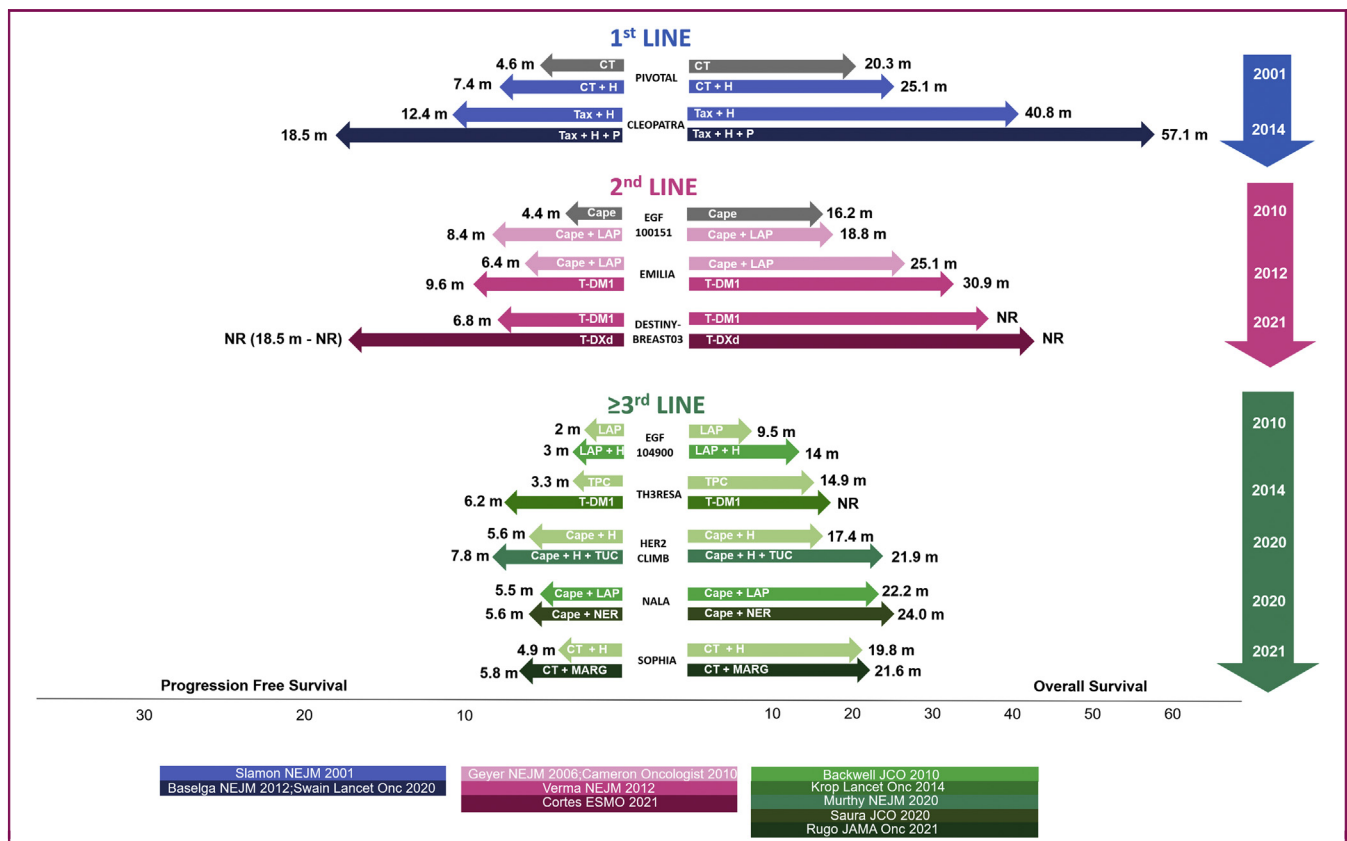 1st LINE
4.6 m CT PIVOTAL CT 20.3 m
7.4 m CT + H CT + H 25.1 m
12.4 m Tax + H CLEOPATRA Tax + H 40.8 m
18.5 m Tax + H + P Tax + H + P 57.1 m
2001
2014
2nd LINE
4.4 m Cape EGF Cape 16.2 m
8.4 m Cape + LAP 100151 Cape + LAP 18.8 m
6.4 m Cape + LAP EMILIA Cape + LAP 25.1 m
9.6 m T-DM1 T-DM1 30.9 m
6.8 m T-DM1 DESTINY- T-DM1 NR
NR (18.5 m - NR) T-DXd BREAST03 T-DXd NR
2010
2012
2021
≥3rd LINE
2 m LAP EGF LAP 9.5 m
3 m LAP + H 104900 LAP + H 14 m
3.3 m TPC TH3RESA TPC 14.9 m
6.2 m T-DM1 T-DM1 NR
5.6 m Cape + H HER2 Cape + H 17.4 m
7.8 m Cape + H + TUC CLIMB Cape + H + TUC 21.9 m
5.5 m Cape + LAP NALA Cape + LAP 22.2 m
5.6 m Cape + NER Cape + NER 24.0 m
4.9 m CT + H SOPHIA CT + H 19.8 m
5.8 m CT + MARG CT + MARG 21.6 m
2010
2014
2020
2020
2021
Progression Free Survival Overall Survival
30 20 10 10 20 30 40 50 60
Slamon NEJM 2001
Baselga NEJM 2012;Swain Lancet Onc 2020
Geyer NEJM 2006;Cameron Oncologist 2010
Verma NEJM 2012
Cortes ESMO 2021
Backwell JCO 2010
Krop Lancet Onc 2014
Murthy NEJM 2020
Saura JCO 2020
Rugo JAMA Onc 2021